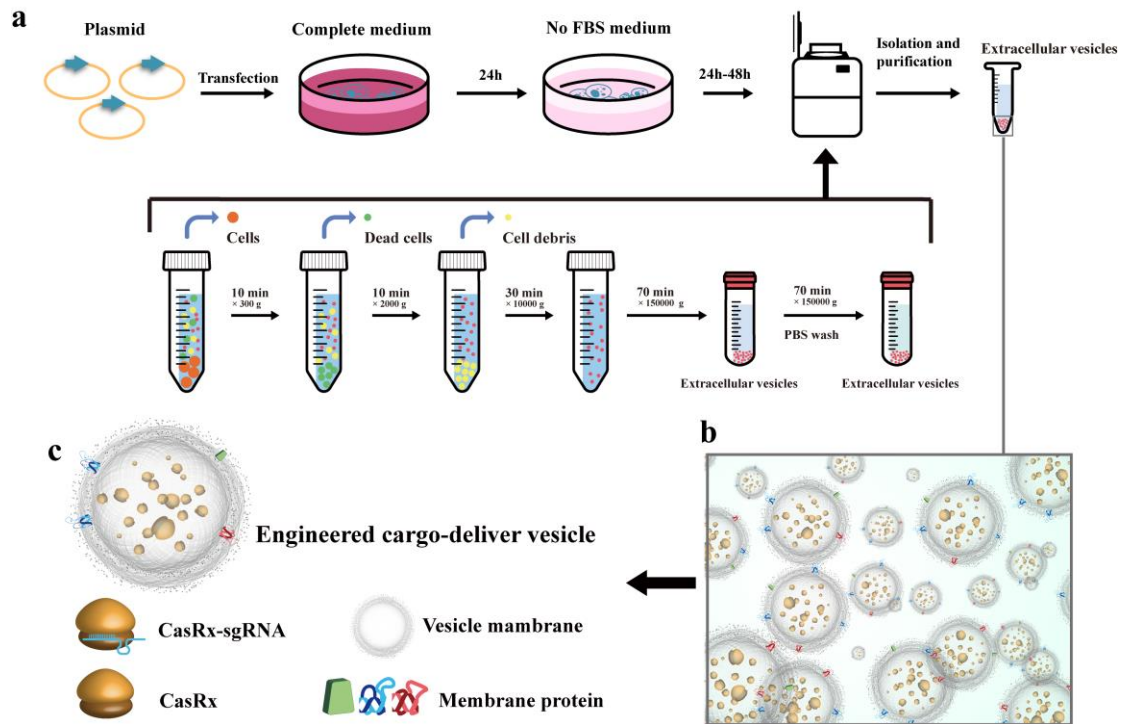 a
Plasmid
Complete medium
No FBS medium
Transfection
24h
24h-48h
Isolation and
purification
Extracellular vesicles
Cells
Dead cells
Cell debris
10 min
× 300 g
10 min
× 2000 g
30 min
× 10000 g
70 min
× 150000 g
70 min
× 150000 g
PBS wash
Extracellular vesicles
Extracellular vesicles
b
c
Engineered cargo-deliver vesicle
CasRx-sgRNA
Vesicle mambrane
CasRx
Membrane protein